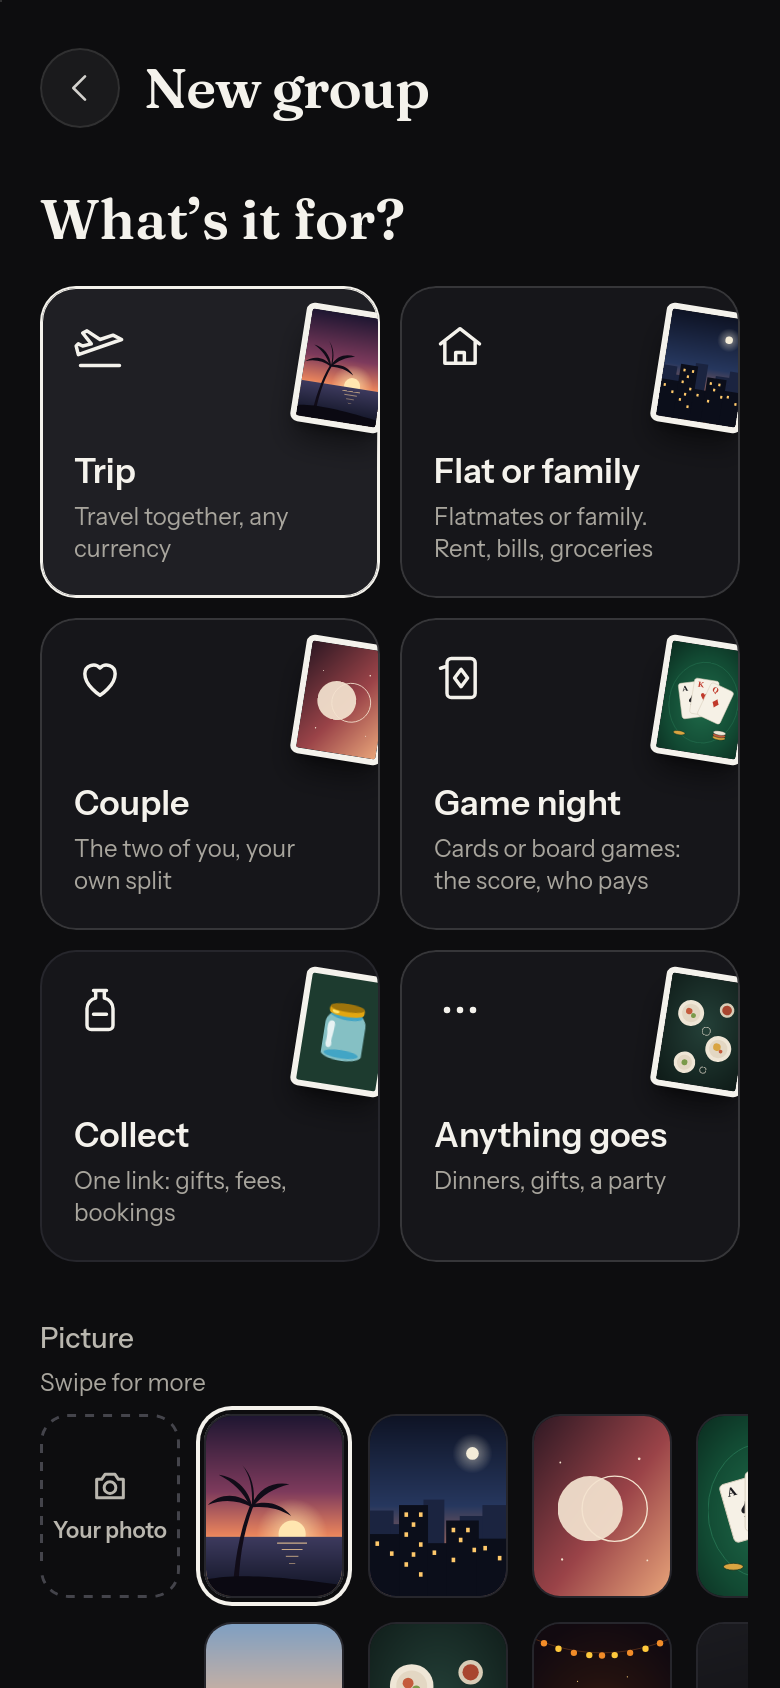 New group
What’s it for?
Trip
Travel together, any
currency
Flat or family
Flatmates or family.
Rent, bills, groceries
Couple
The two of you, your
own split
Game night
Cards or board games:
the score, who pays
A K Q
Collect
One link: gifts, fees,
bookings
Anything goes
Dinners, gifts, a party
Picture
Swipe for more
Your photo
A